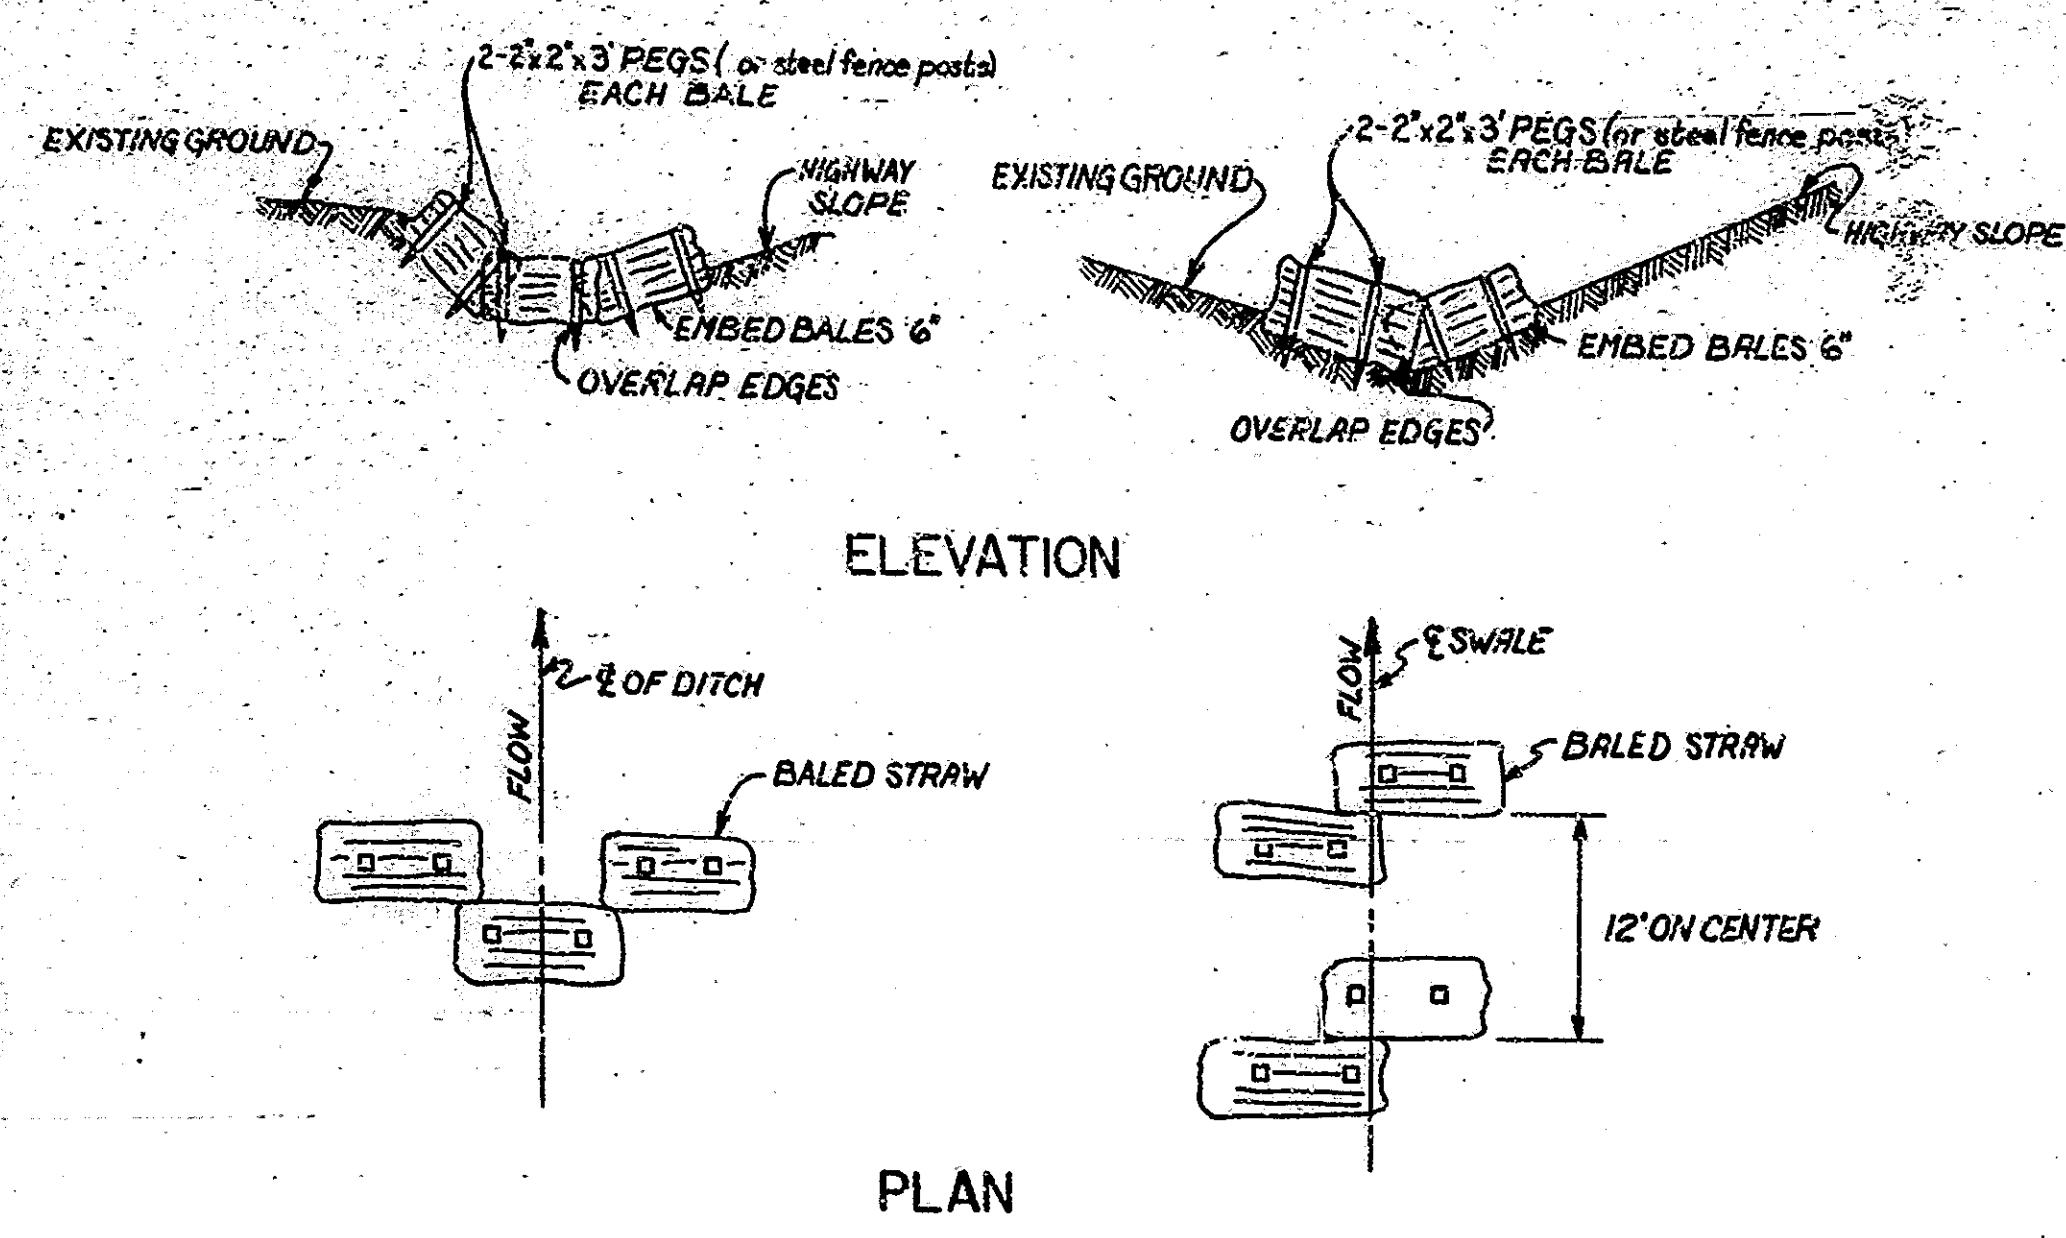 2-2"x2"x3' PEGS (or steel fence posts)
EACH BALE
EXISTING GROUND
HIGHWAY
SLOPE
EMBED BALES 6"
OVERLAP EDGES
2-2"x2"x3' PEGS (or steel fence post
EACH BALE
EXISTING GROUND
HIGHWAY SLOPE
EMBED BALES 6"
OVERLAP EDGES
ELEVATION
℄ OF DITCH
FLOW
BALED STRAW
℄ SWALE
FLOW
BALED STRAW
12' ON CENTER
PLAN